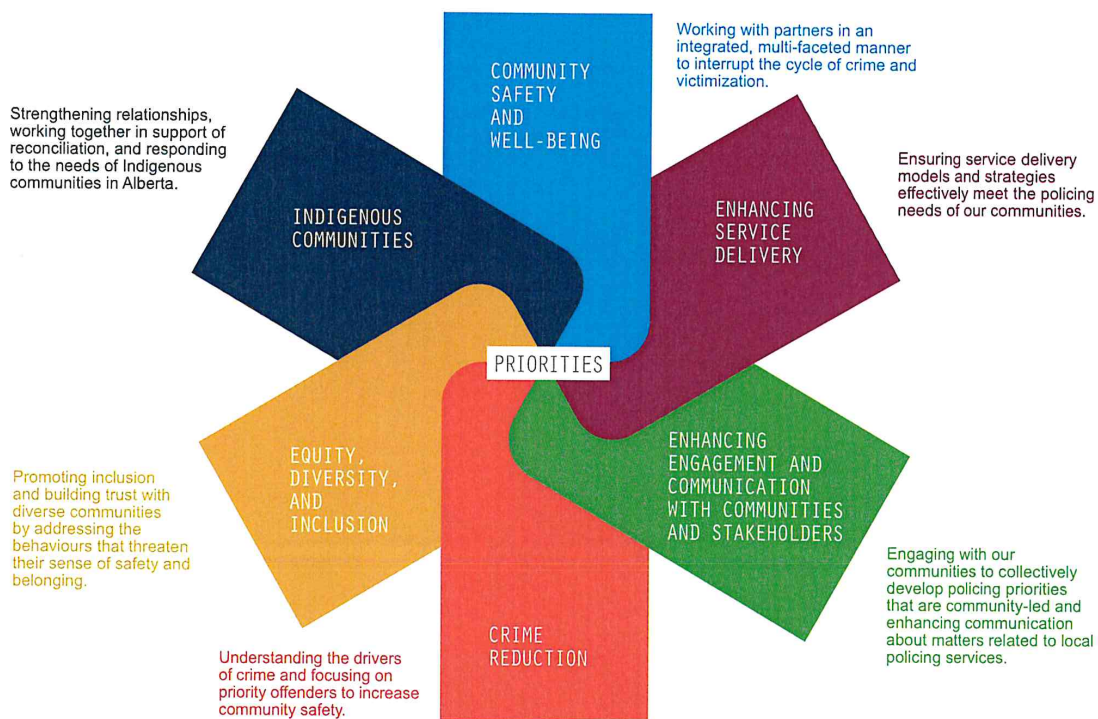 COMMUNITY
SAFETY
AND
WELL-BEING
Working with partners in an
integrated, multi-faceted manner
to interrupt the cycle of crime and
victimization.
ENHANCING
SERVICE
DELIVERY
Ensuring service delivery
models and strategies
effectively meet the policing
needs of our communities.
ENHANCING
ENGAGEMENT AND
COMMUNICATION
WITH COMMUNITIES
AND STAKEHOLDERS
Engaging with our
communities to collectively
develop policing priorities
that are community-led and
enhancing communication
about matters related to local
policing services.
CRIME
REDUCTION
Understanding the drivers
of crime and focusing on
priority offenders to increase
community safety.
EQUITY,
DIVERSITY,
AND
INCLUSION
Promoting inclusion
and building trust with
diverse communities
by addressing the
behaviours that threaten
their sense of safety and
belonging.
INDIGENOUS
COMMUNITIES
Strengthening relationships,
working together in support of
reconciliation, and responding
to the needs of Indigenous
communities in Alberta.
PRIORITIES